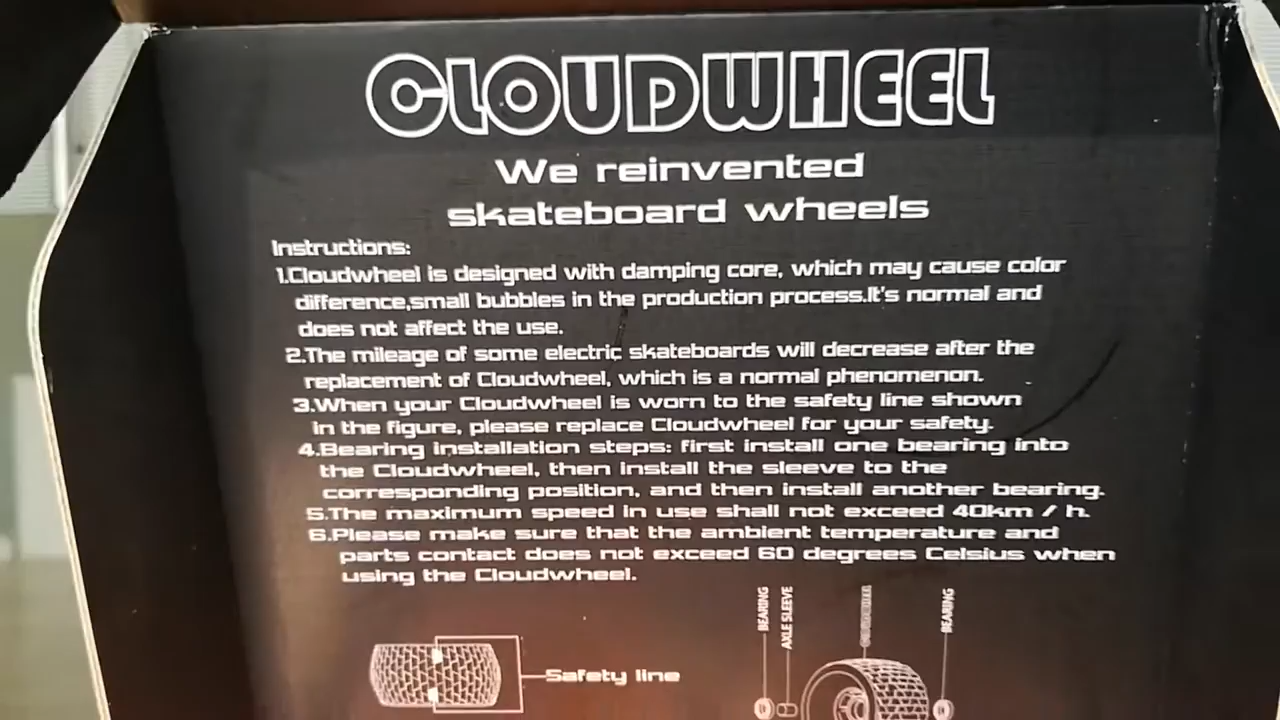 CLOUDWHEEL
We reinvented
skateboard wheels
Instructions:
1.Cloudwheel is designed with damping core, which may cause color
difference,small bubbles in the production process.It's normal and
does not affect the use.
2.The mileage of some electric skateboards will decrease after the
replacement of Cloudwheel, which is a normal phenomenon.
3.When your Cloudwheel is worn to the safety line shown
in the figure, please replace Cloudwheel for your safety.
4.Bearing installation steps: first install one bearing into
the Cloudwheel, then install the sleeve to the
corresponding position, and then install another bearing.
5.The maximum speed in use shall not exceed 40km / h.
6.Please make sure that the ambient temperature and
parts contact does not exceed 60 degrees Celsius when
using the Cloudwheel.
BEARING
AXLE SLEEVE
BEARING
Safety line